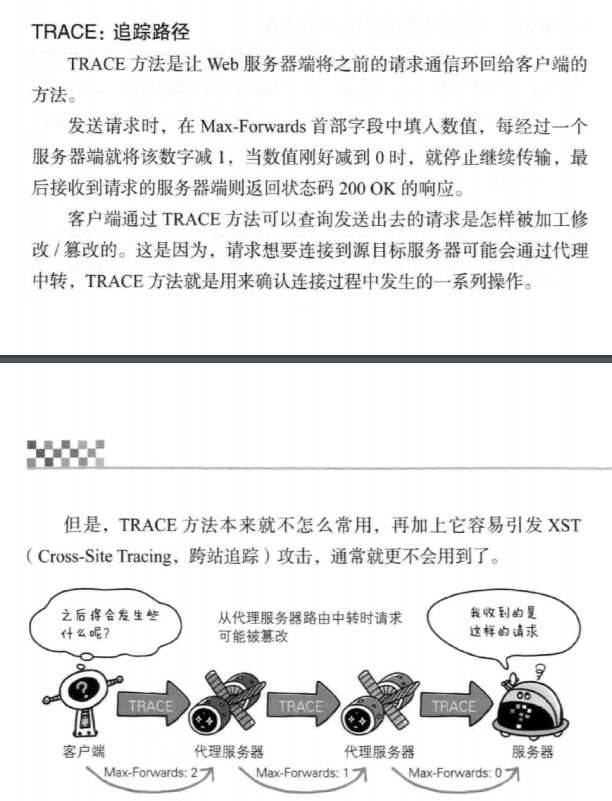 TRACE：追踪路径
TRACE 方法是让 Web 服务器端将之前的请求通信环回给客户端的
方法。
发送请求时，在 Max-Forwards 首部字段中填入数值，每经过一个
服务器端就将该数字减 1，当数值刚好减到 0 时，就停止继续传输，最
后接收到请求的服务器端则返回状态码 200 OK 的响应。
客户端通过 TRACE 方法可以查询发送出去的请求是怎样被加工修
改 / 篡改的。这是因为，请求想要连接到源目标服务器可能会通过代理
中转，TRACE 方法就是用来确认连接过程中发生的一系列操作。
但是，TRACE 方法本来就不怎么常用，再加上它容易引发 XST
（Cross-Site Tracing，跨站追踪）攻击，通常就更不会用到了。
之后将会发生些
什么呢？
从代理服务器路由中转时请求
可能被篡改
我收到的是
这样的请求
?
TRACE
TRACE
TRACE
客户端
代理服务器
代理服务器
服务器
Max-Forwards: 2
Max-Forwards: 1
Max-Forwards: 0